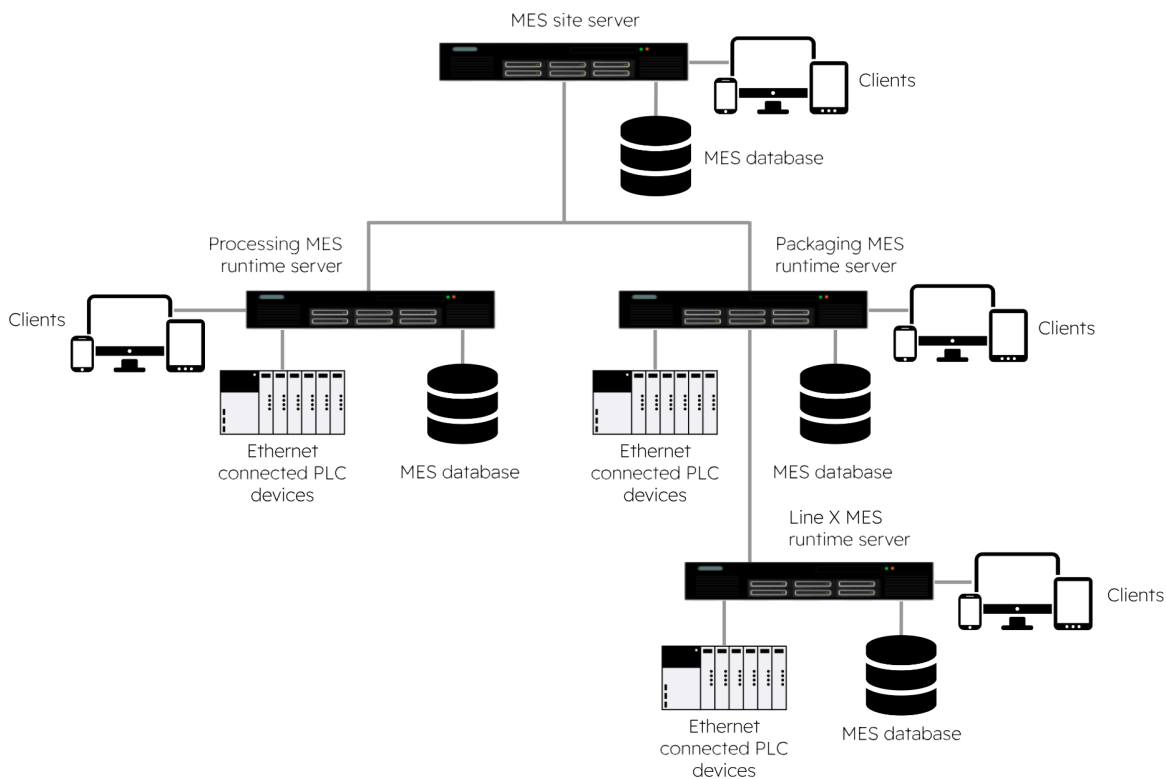 MES site server
Clients
MES database
Processing MES
runtime server
Packaging MES
runtime server
Clients
Clients
Ethernet
connected PLC
devices
MES database
Ethernet
connected PLC
devices
MES database
Line X MES
runtime server
Clients
Ethernet
connected PLC
devices
MES database